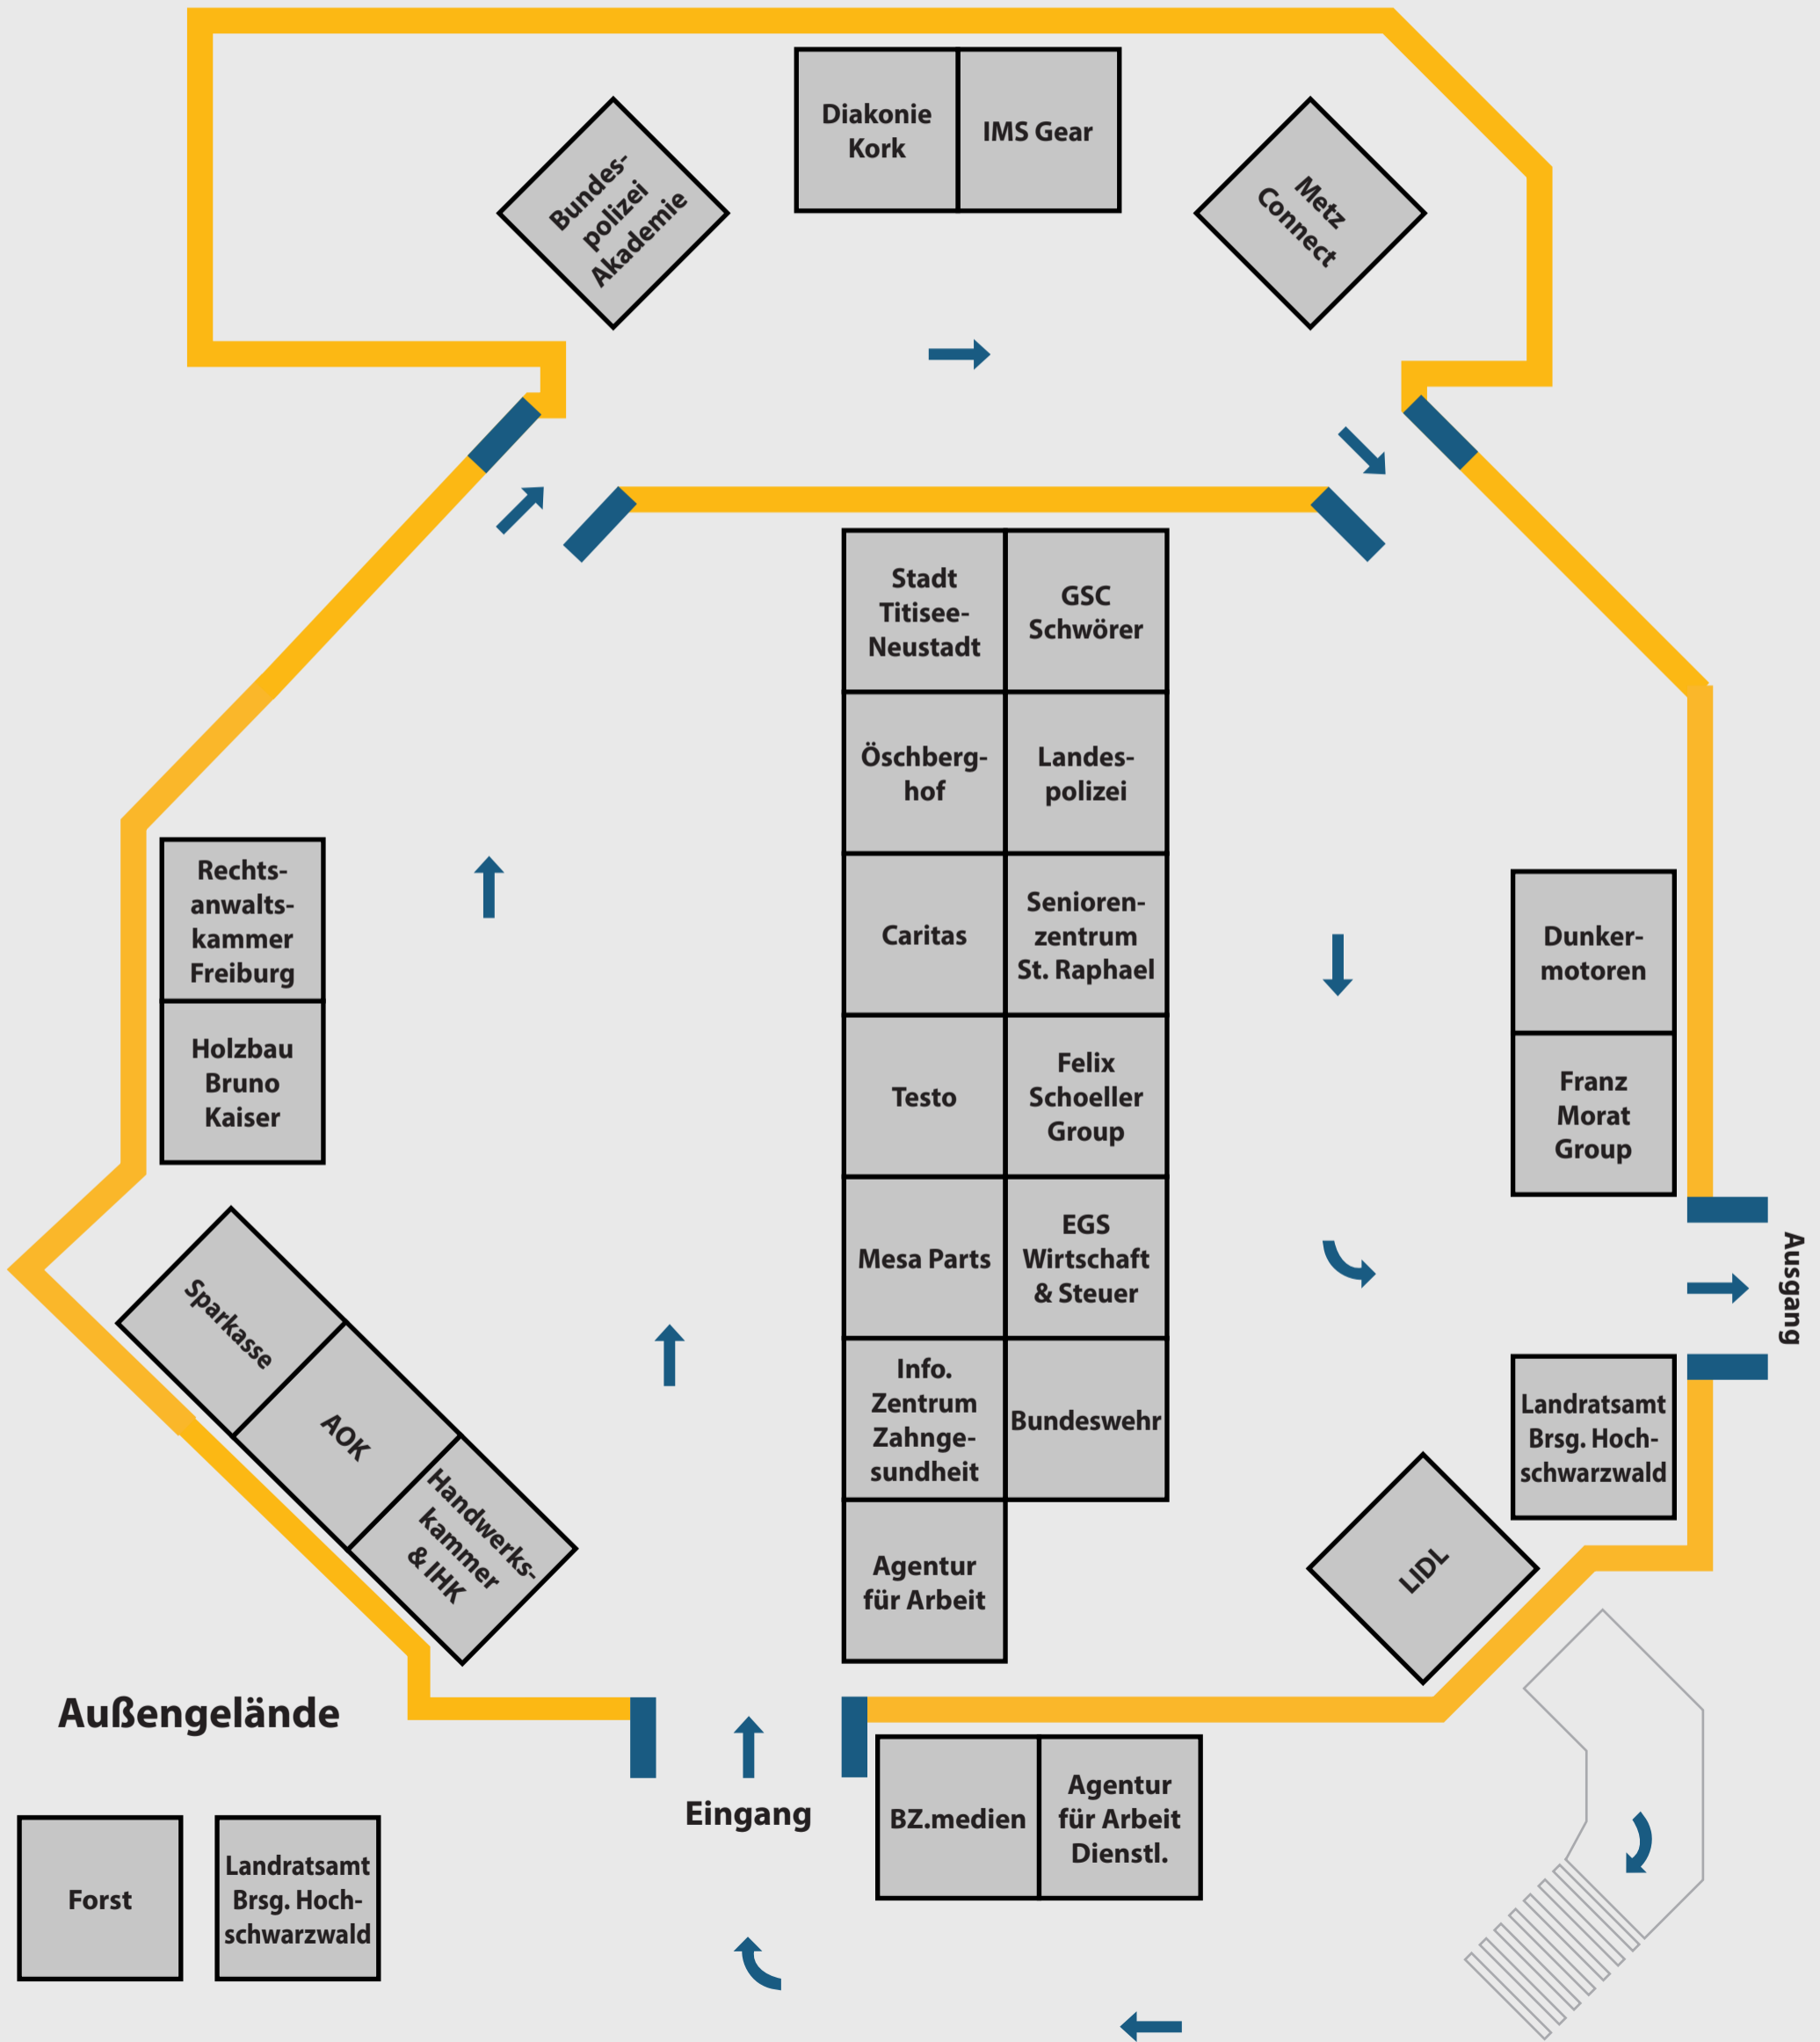 Diakonie
Kork
IMS Gear
Bundes-
polizei
Akademie
Metz
Connect
Stadt
Titisee-
Neustadt
GSC
Schwörer
Öschberg-
hof
Landes-
polizei
Rechts-
anwalts-
kammer
Freiburg
Caritas
Senioren-
zentrum
St. Raphael
Dunker-
motoren
Holzbau
Bruno
Kaiser
Testo
Felix
Schoeller
Group
Franz
Morat
Group
Sparkasse
AOK
Handwerks-
kammer
& IHK
Mesa Parts
EGS
Wirtschaft
& Steuer
Ausgang
Info.
Zentrum
Zahnge-
sundheit
Bundeswehr
Landratsamt
Brsg. Hoch-
schwarzwald
Agentur
für Arbeit
LIDL
Außengelände
Eingang
BZ.medien
Agentur
für Arbeit
Dienstl.
Forst
Landratsamt
Brsg. Hoch-
schwarzwald